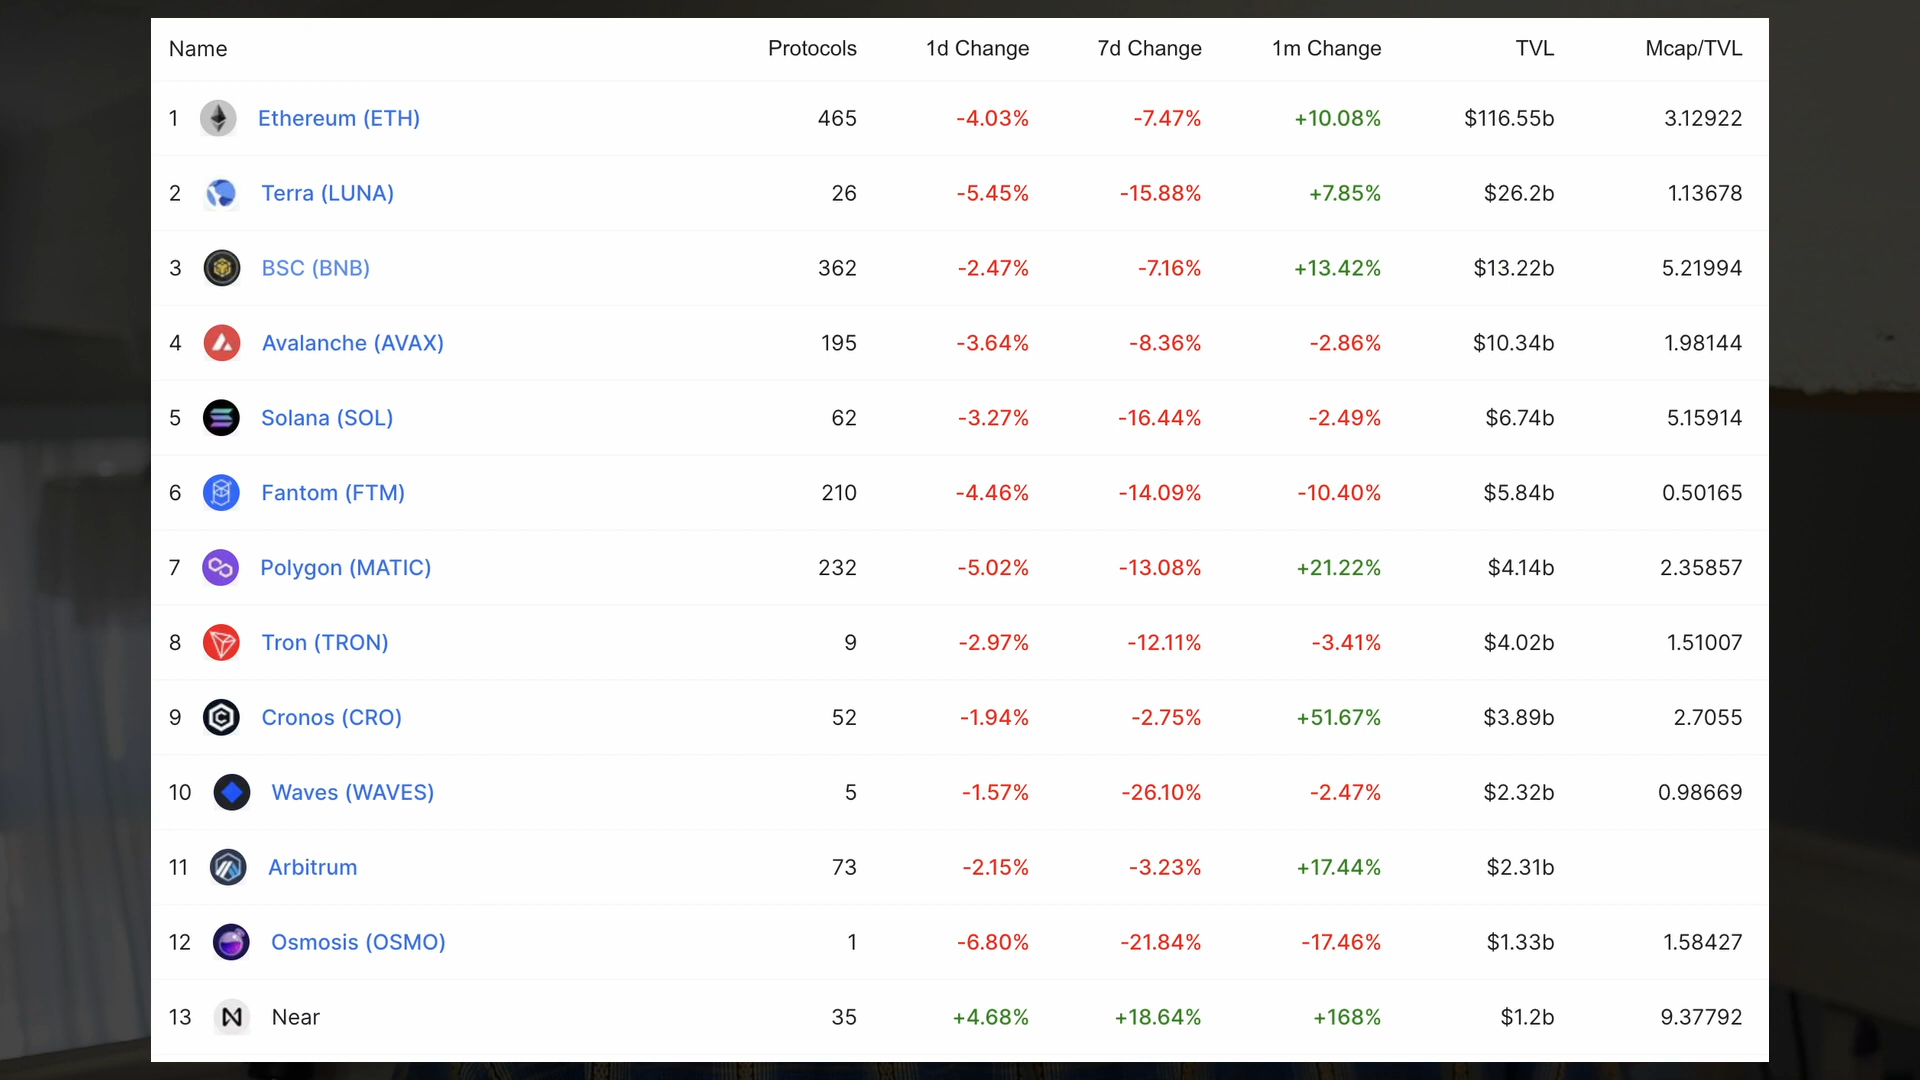 Name Protocols 1d Change 7d Change 1m Change TVL Mcap/TVL
1 Ethereum (ETH) 465 -4.03% -7.47% +10.08% $116.55b 3.12922
2 Terra (LUNA) 26 -5.45% -15.88% +7.85% $26.2b 1.13678
3 BSC (BNB) 362 -2.47% -7.16% +13.42% $13.22b 5.21994
4 Avalanche (AVAX) 195 -3.64% -8.36% -2.86% $10.34b 1.98144
5 Solana (SOL) 62 -3.27% -16.44% -2.49% $6.74b 5.15914
6 Fantom (FTM) 210 -4.46% -14.09% -10.40% $5.84b 0.50165
7 Polygon (MATIC) 232 -5.02% -13.08% +21.22% $4.14b 2.35857
8 Tron (TRON) 9 -2.97% -12.11% -3.41% $4.02b 1.51007
9 Cronos (CRO) 52 -1.94% -2.75% +51.67% $3.89b 2.7055
10 Waves (WAVES) 5 -1.57% -26.10% -2.47% $2.32b 0.98669
11 Arbitrum 73 -2.15% -3.23% +17.44% $2.31b
12 Osmosis (OSMO) 1 -6.80% -21.84% -17.46% $1.33b 1.58427
13 Near 35 +4.68% +18.64% +168% $1.2b 9.37792